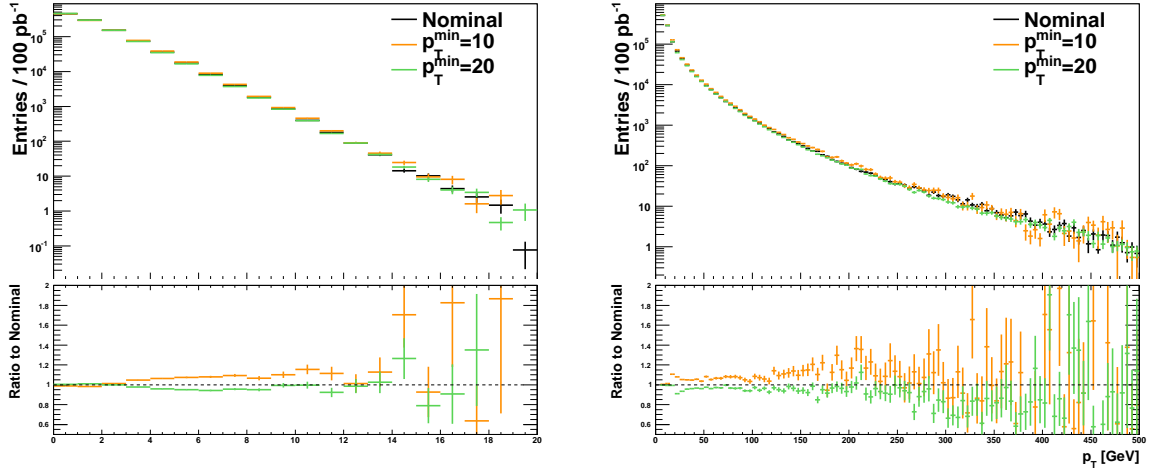 Nominal
p_T^min=10
p_T^min=20
Entries / 100 pb^-1
10^5
10^4
10^3
10^2
10
1
10^-1
Ratio to Nominal
2
1.8
1.6
1.4
1.2
1
0.8
0.6
0 2 4 6 8 10 12 14 16 18 20
Nominal
p_T^min=10
p_T^min=20
Entries / 100 pb^-1
10^5
10^4
10^3
10^2
10
1
Ratio to Nominal
2
1.8
1.6
1.4
1.2
1
0.8
0.6
0 50 100 150 200 250 300 350 400 450 500
p_T [GeV]